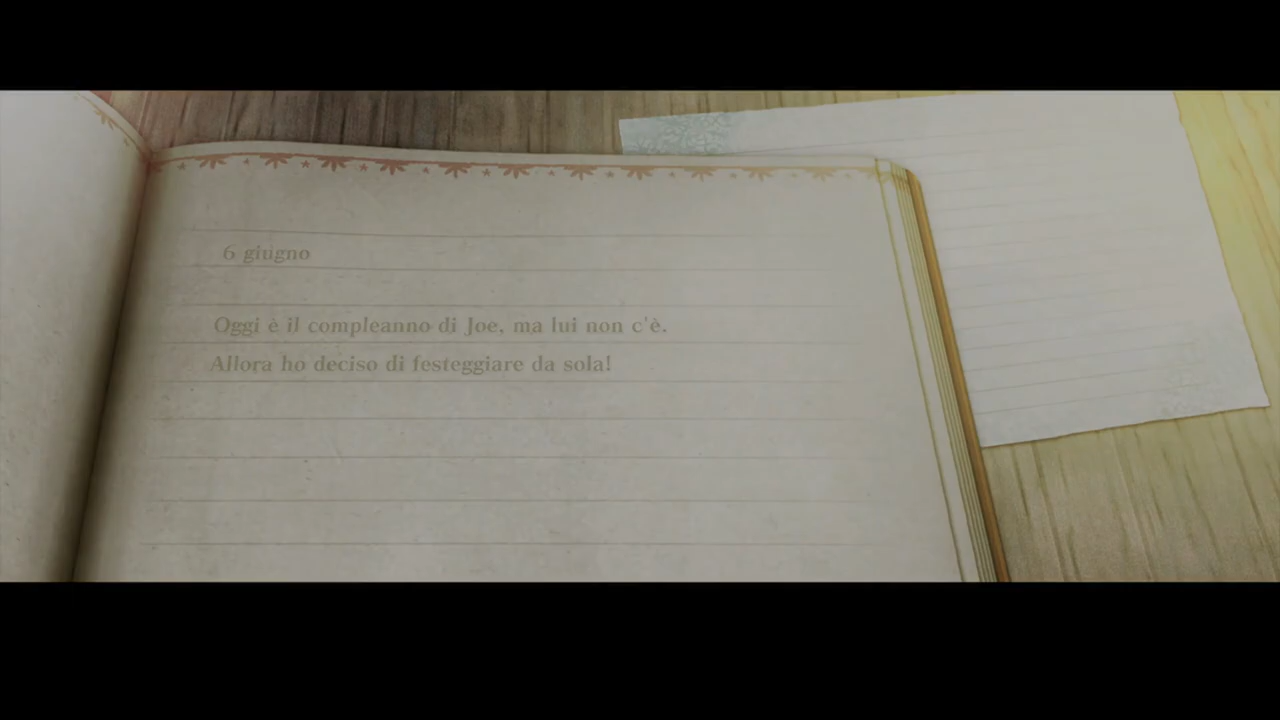 6 giugno
Oggi è il compleanno di Joe, ma lui non c'è.
Allora ho deciso di festeggiare da sola!